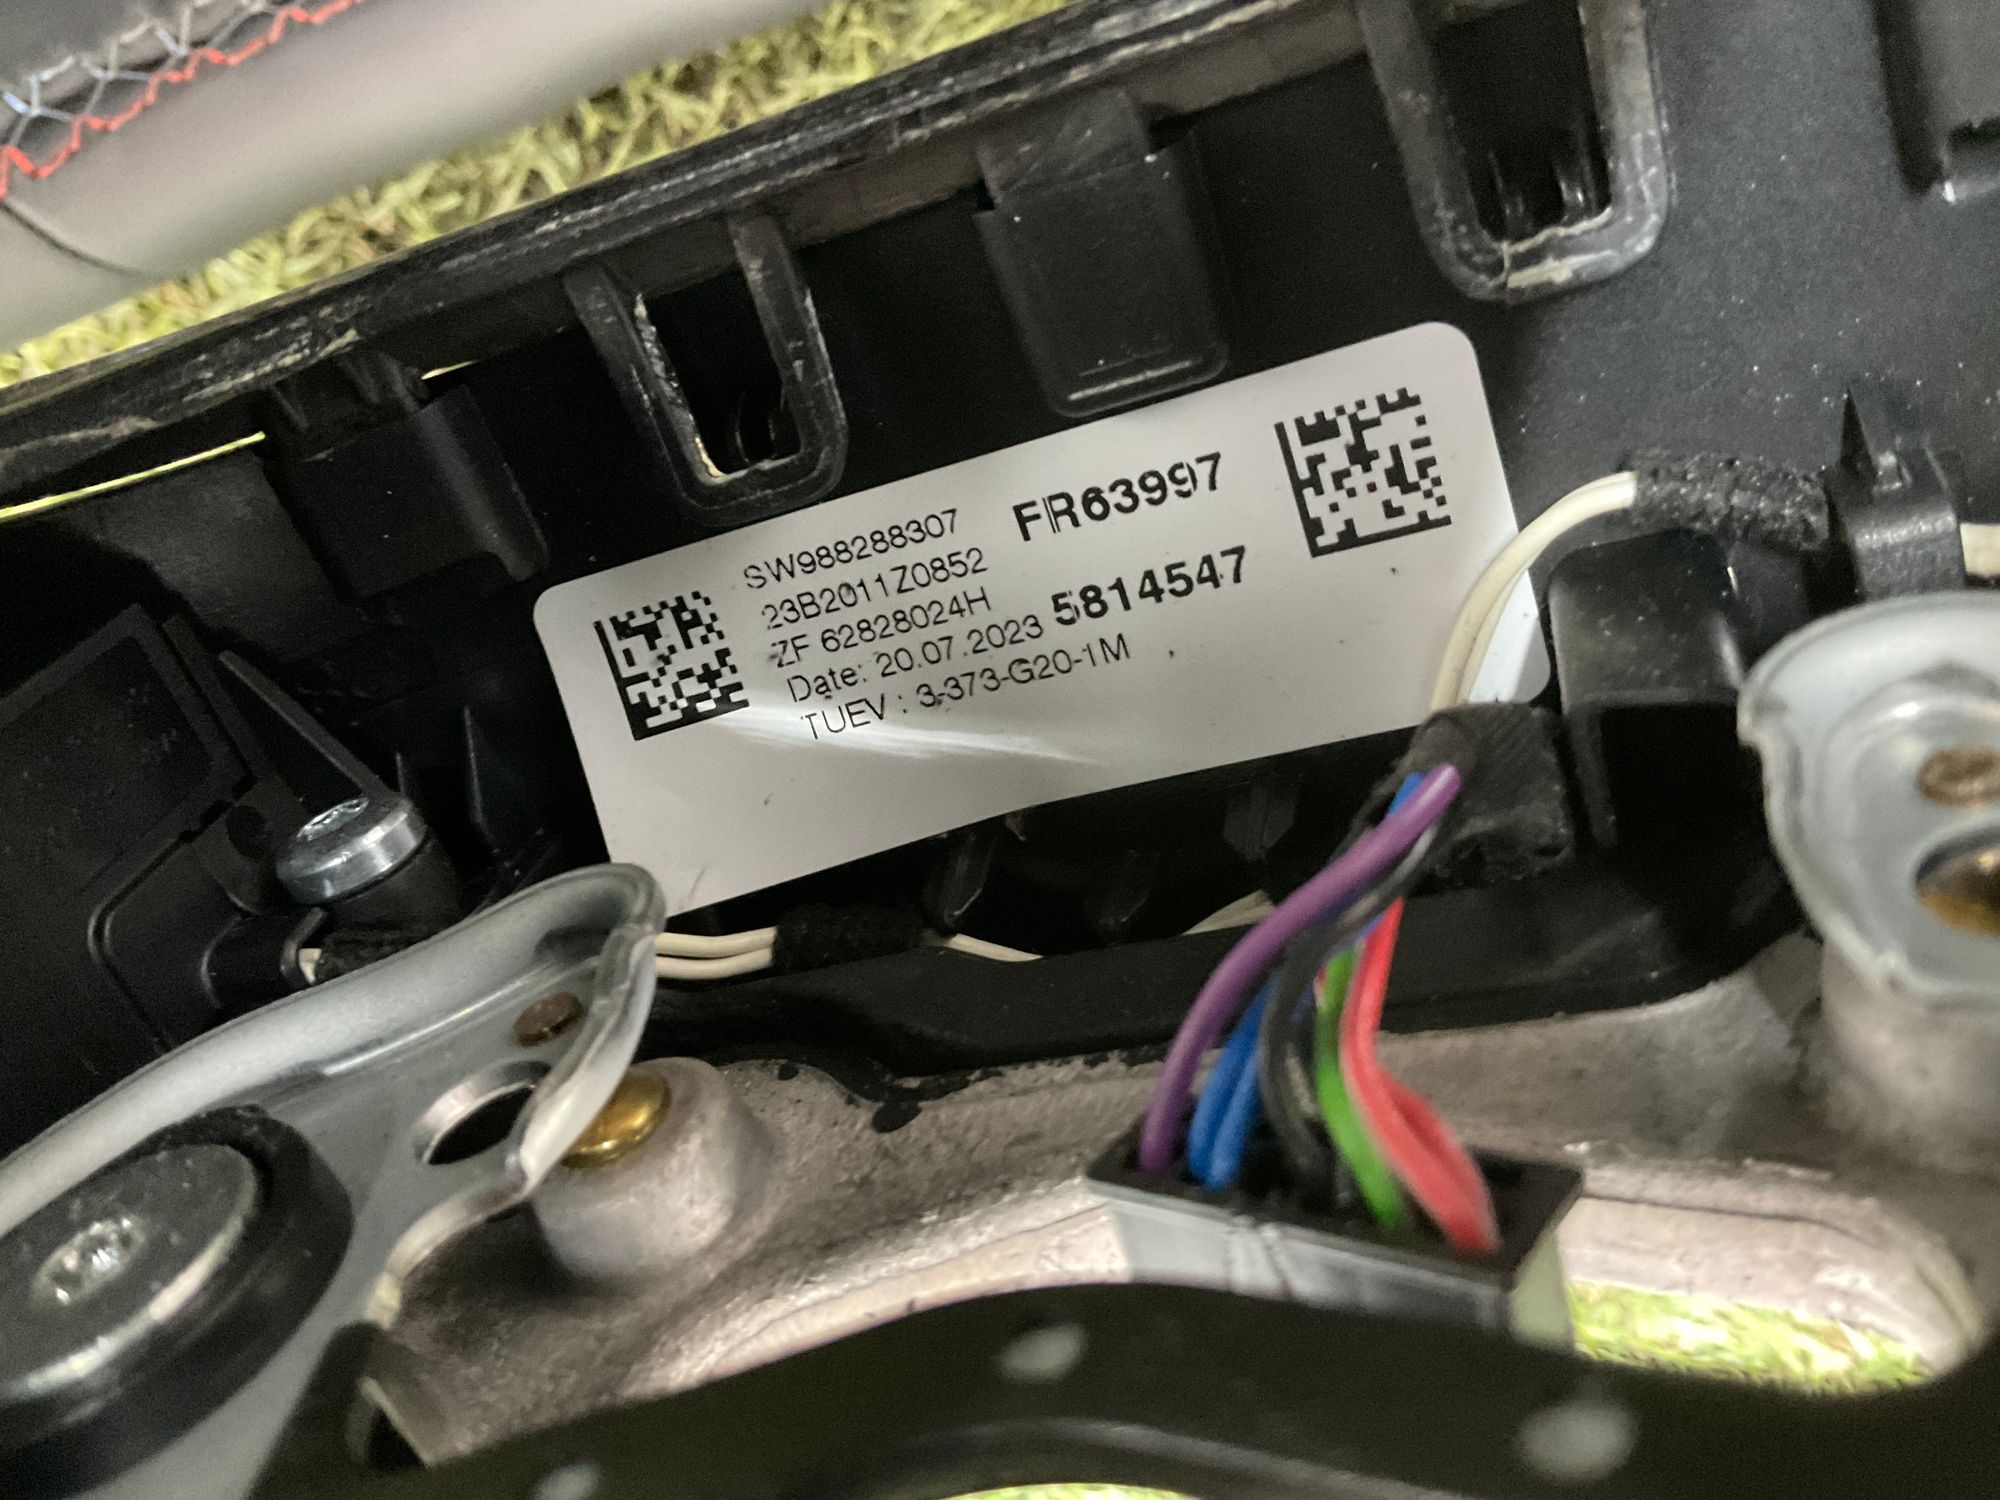 SW988288307
23B2011Z0852
ZF 62828024H
Date: 20.07.2023
TUEV : 3-373-G20-1M
FR63997
5814547